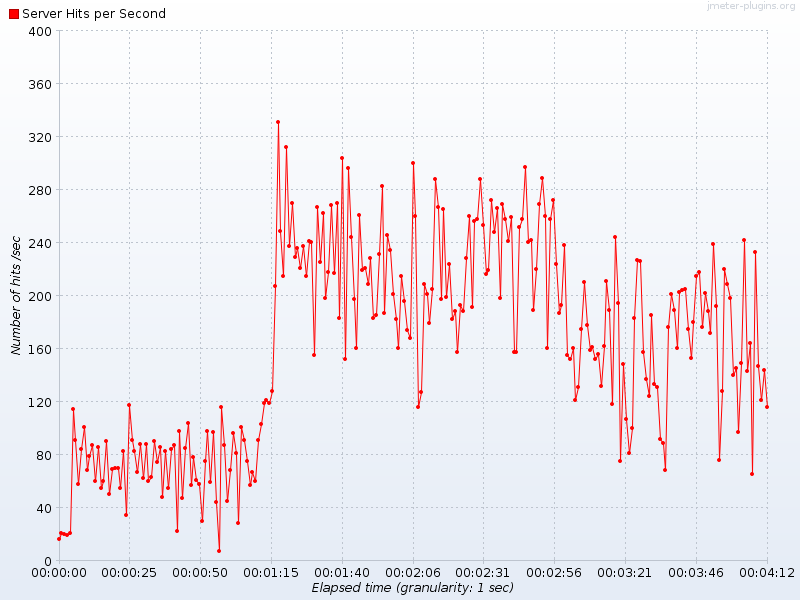 jmeter-plugins.org
Server Hits per Second
400
360
320
280
240
200
160
120
80
40
0
Number of hits /sec
00:00:00 00:00:25 00:00:50 00:01:15 00:01:40 00:02:06 00:02:31 00:02:56 00:03:21 00:03:46 00:04:12
Elapsed time (granularity: 1 sec)